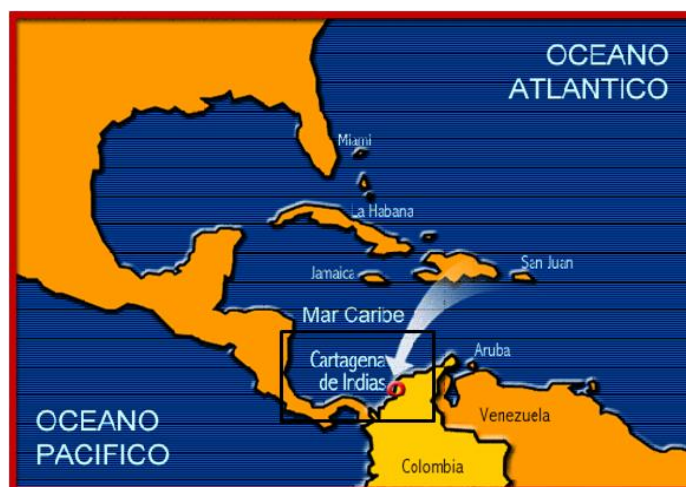 OCEANO
ATLANTICO
Miami
La Habana
Jamaica
San Juan
Mar Caribe
Cartagena
de Indias
Aruba
Venezuela
OCEANO
PACIFICO
Colombia